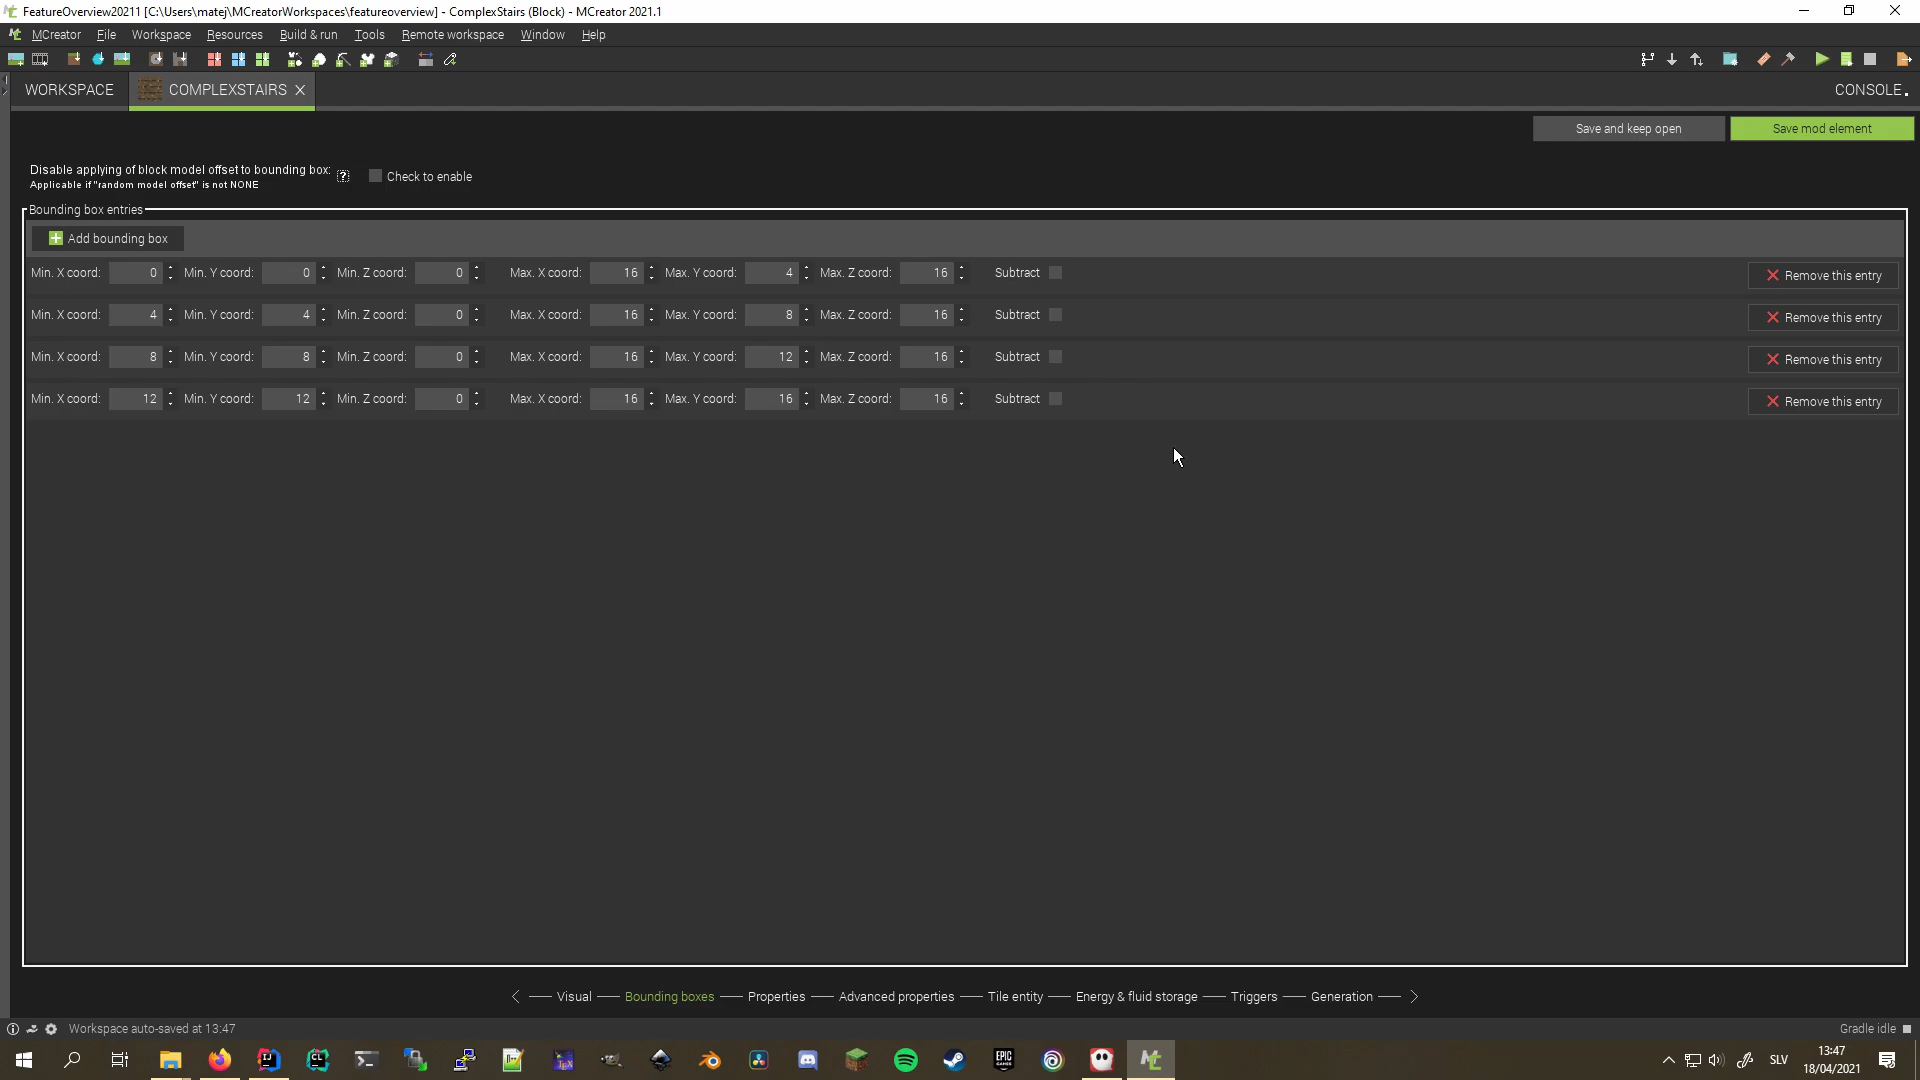 FeatureOverview20211 [C:\Users\matej\MCreatorWorkspaces\featureoverview] - ComplexStairs (Block) - MCreator 2021.1
MCreator File Workspace Resources Build & run Tools Remote workspace Window Help
WORKSPACE COMPLEXSTAIRS CONSOLE
Save and keep open Save mod element
Disable applying of block model offset to bounding box: Check to enable
Applicable if "random model offset" is not NONE
Bounding box entries
Add bounding box
Min. X coord: 0 Min. Y coord: 0 Min. Z coord: 0 Max. X coord: 16 Max. Y coord: 4 Max. Z coord: 16 Subtract Remove this entry
Min. X coord: 4 Min. Y coord: 4 Min. Z coord: 0 Max. X coord: 16 Max. Y coord: 8 Max. Z coord: 16 Subtract Remove this entry
Min. X coord: 8 Min. Y coord: 8 Min. Z coord: 0 Max. X coord: 16 Max. Y coord: 12 Max. Z coord: 16 Subtract Remove this entry
Min. X coord: 12 Min. Y coord: 12 Min. Z coord: 0 Max. X coord: 16 Max. Y coord: 16 Max. Z coord: 16 Subtract Remove this entry
Visual Bounding boxes Properties Advanced properties Tile entity Energy & fluid storage Triggers Generation
Workspace auto-saved at 13:47 Gradle idle
SLV 13:47
18/04/2021